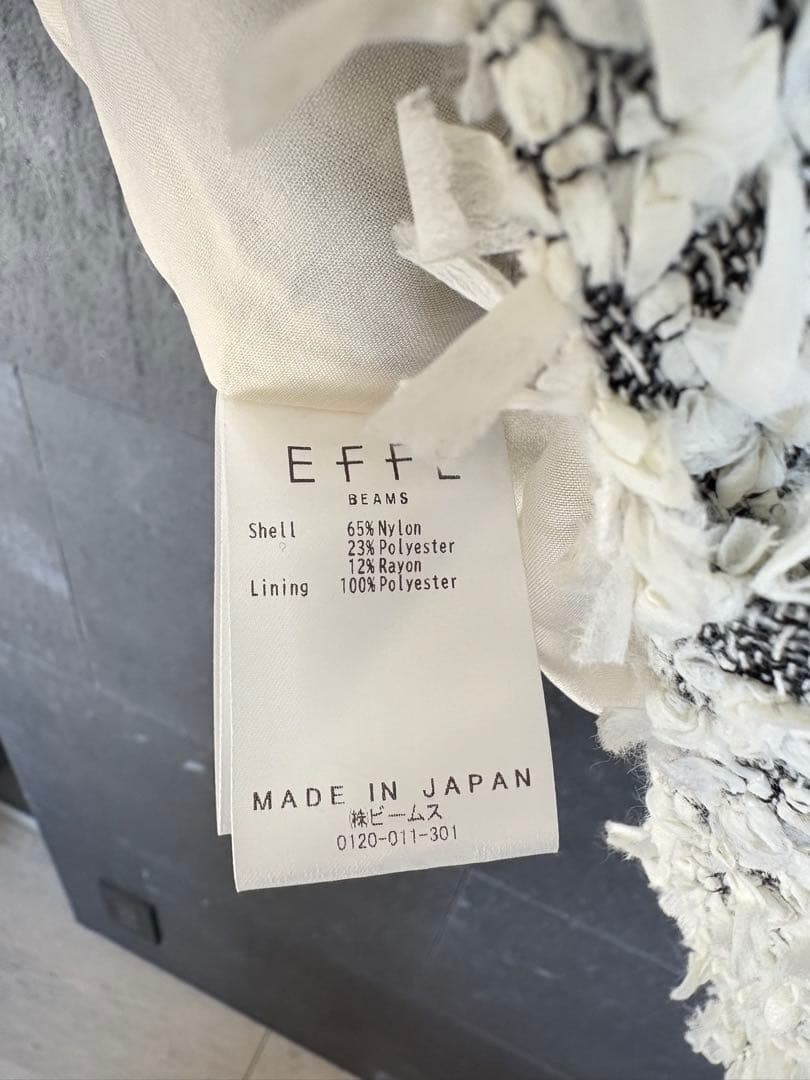 EFFE
BEAMS
Shell 65% Nylon
23% Polyester
12% Rayon
Lining 100% Polyester
MADE IN JAPAN
(株)ビームス
0120-011-301